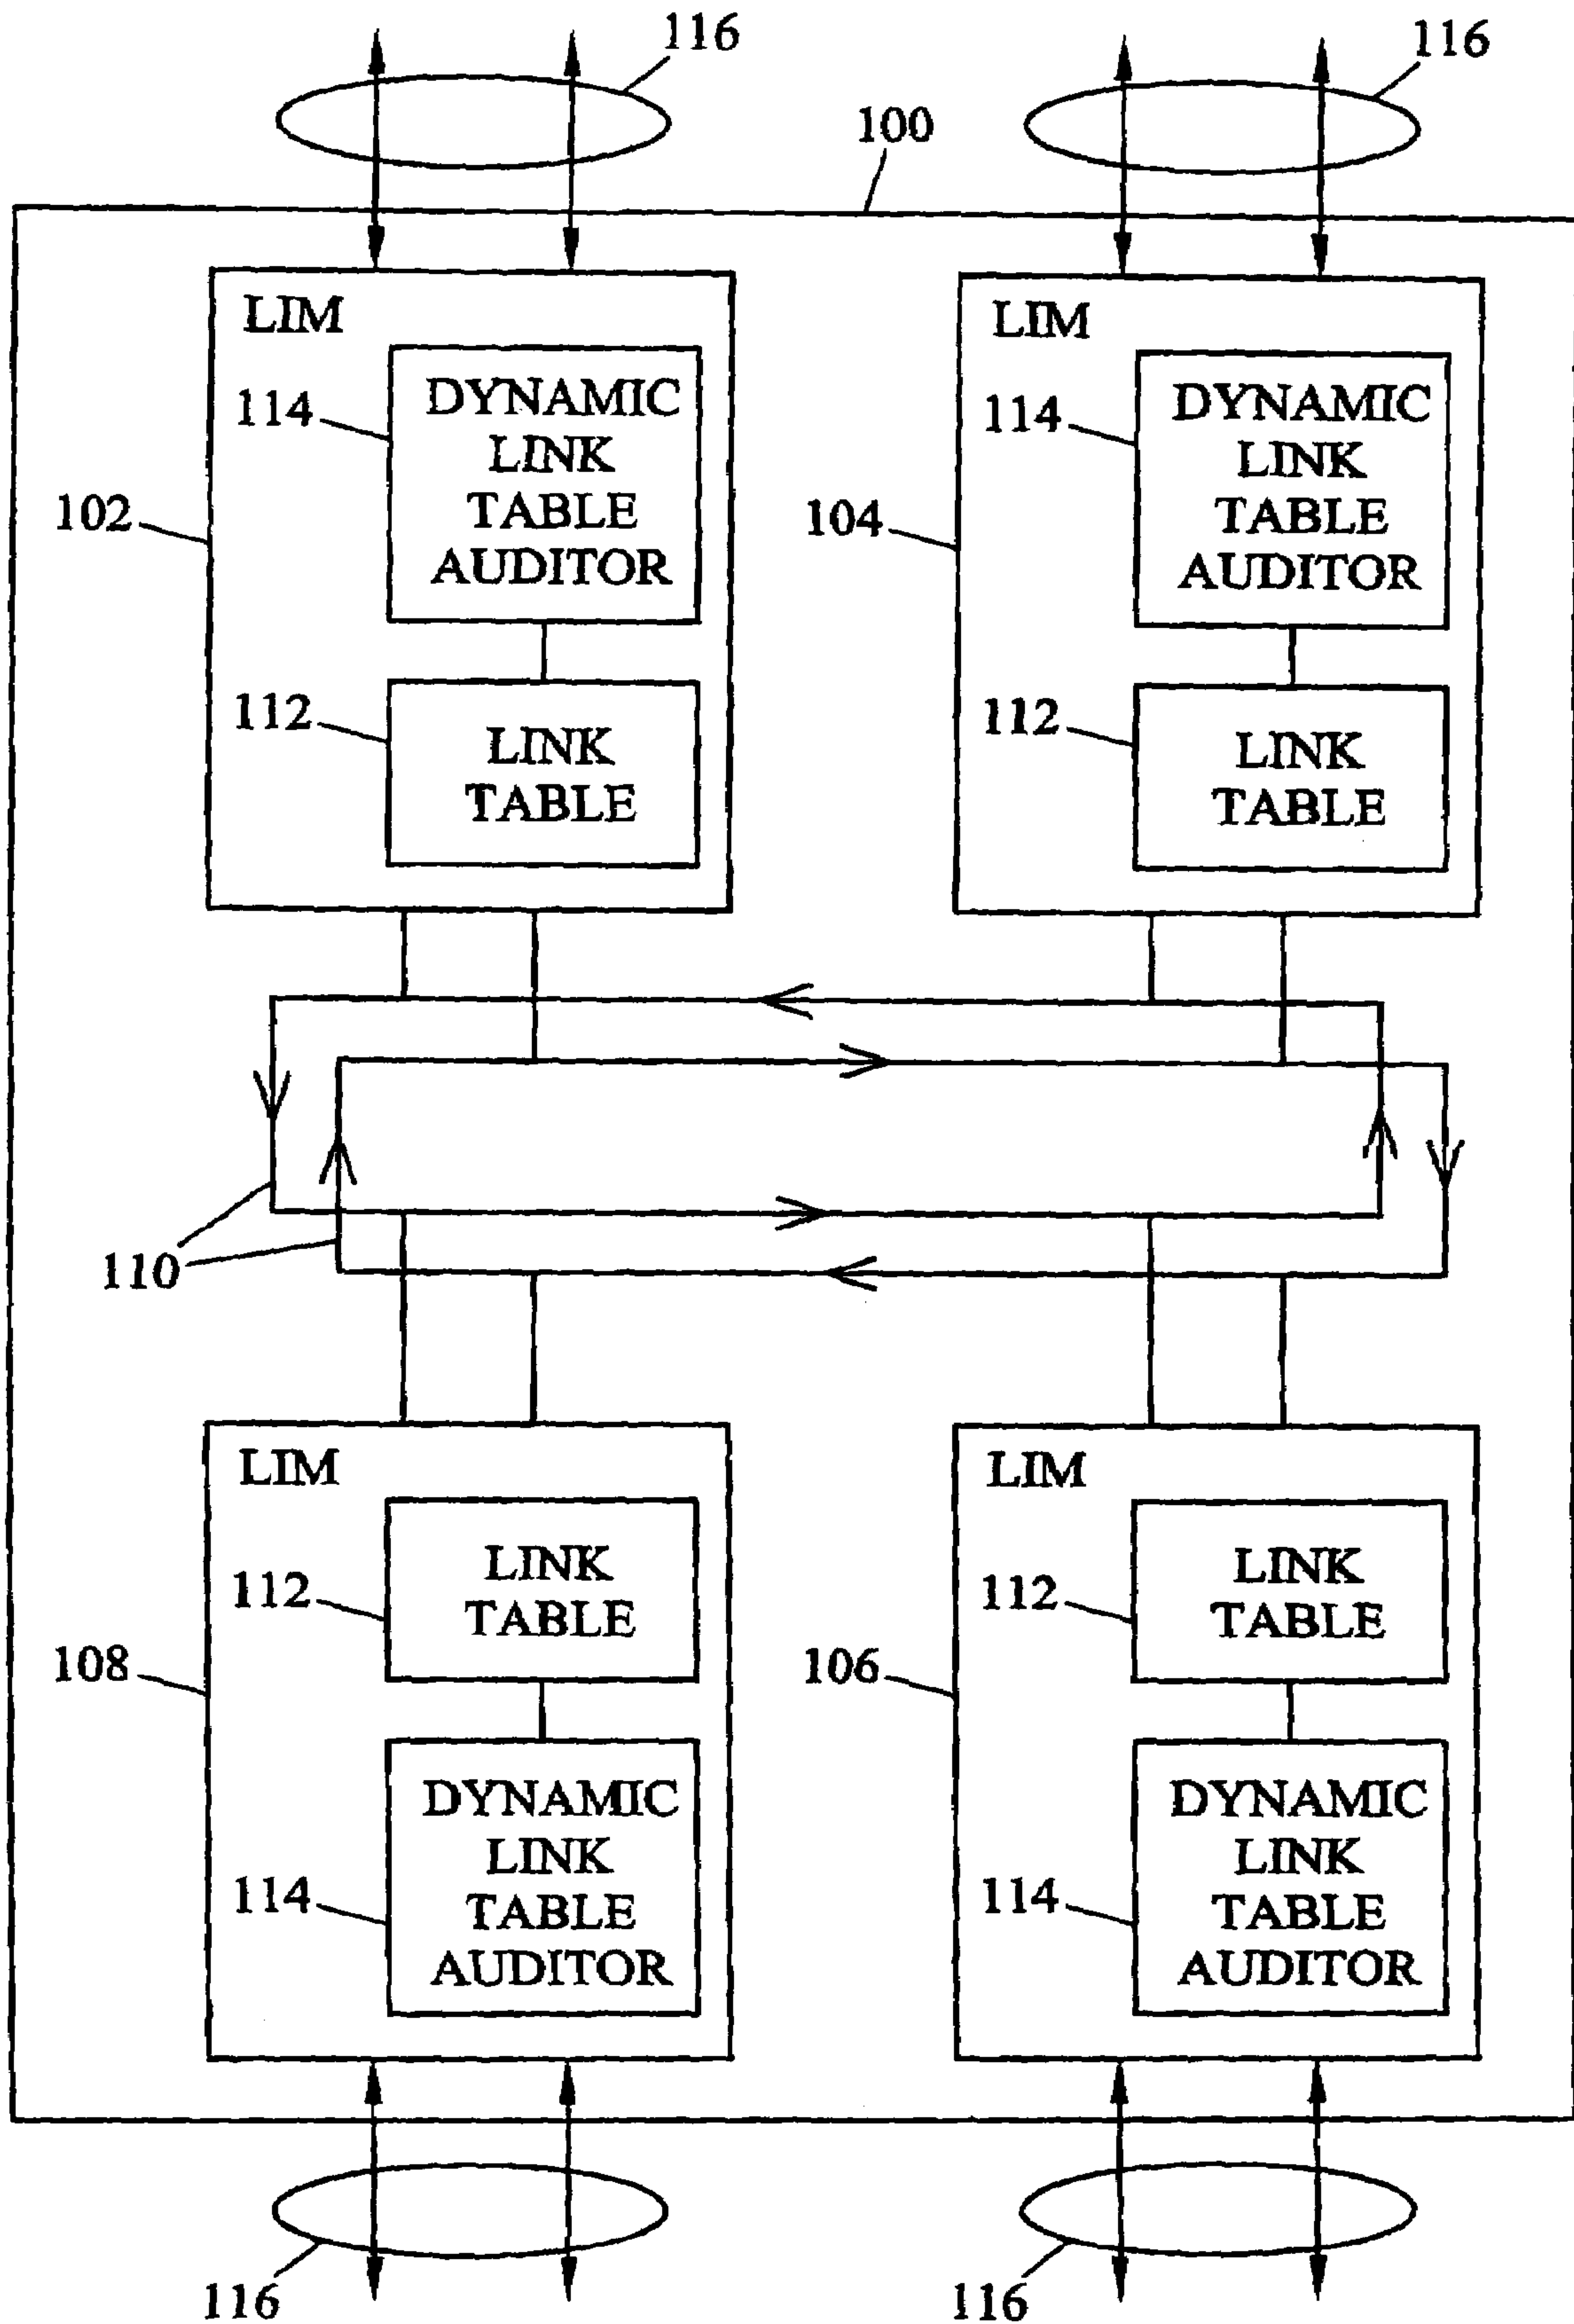 116
116
100
LIM
114
DYNAMIC
LINK
TABLE
AUDITOR
102
112
LINK
TABLE
LIM
114
DYNAMIC
LINK
TABLE
AUDITOR
104
112
LINK
TABLE
110
LIM
112
LINK
TABLE
108
114
DYNAMIC
LINK
TABLE
AUDITOR
LIM
112
LINK
TABLE
106
114
DYNAMIC
LINK
TABLE
AUDITOR
116
116